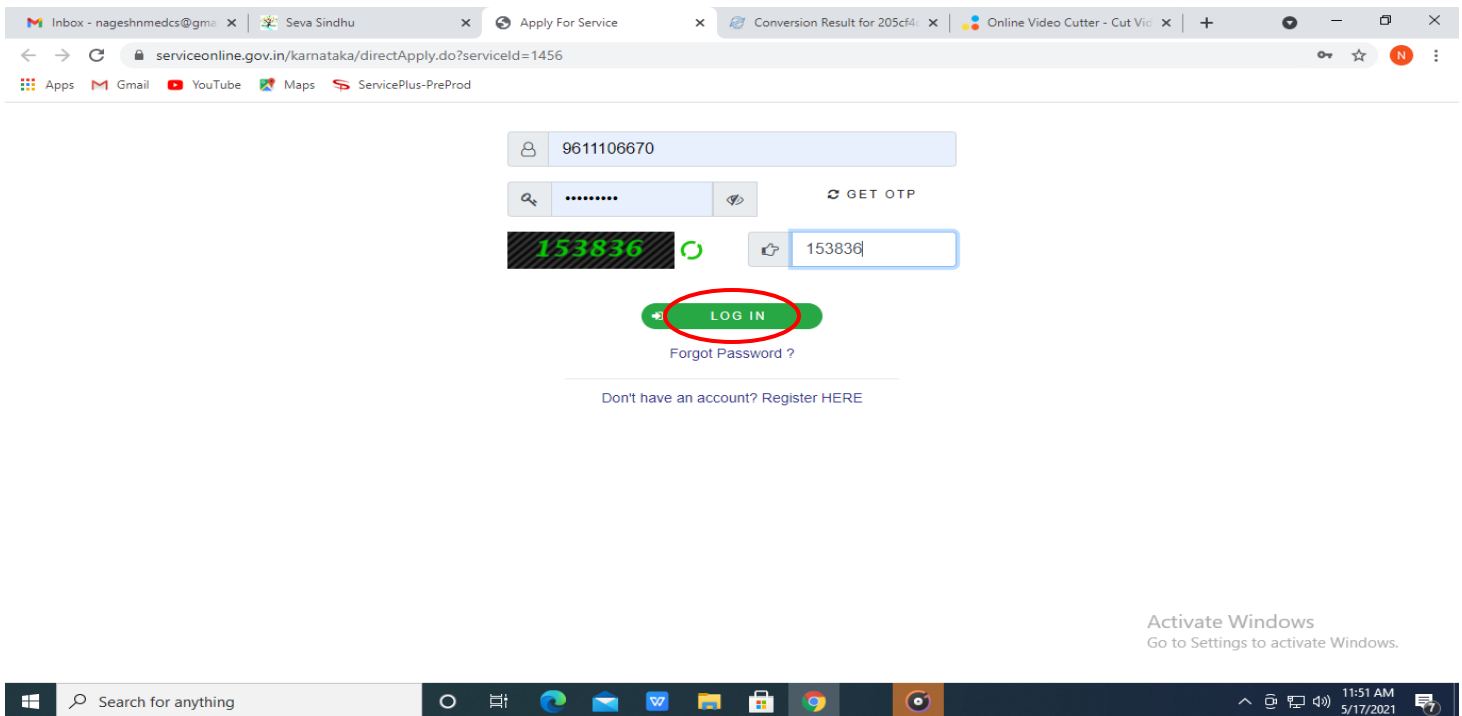 Inbox - nageshnmedcs@gma
Seva Sindhu
Apply For Service
Conversion Result for 205cf4
Online Video Cutter - Cut Vid
serviceonline.gov.in/karnataka/directApply.do?serviceId=1456
N
Apps
Gmail
YouTube
Maps
ServicePlus-PreProd
9611106670
GET OTP
153836
153836
LOG IN
Forgot Password ?
Don't have an account? Register HERE
Activate Windows
Go to Settings to activate Windows.
Search for anything
11:51 AM
5/17/2021
7